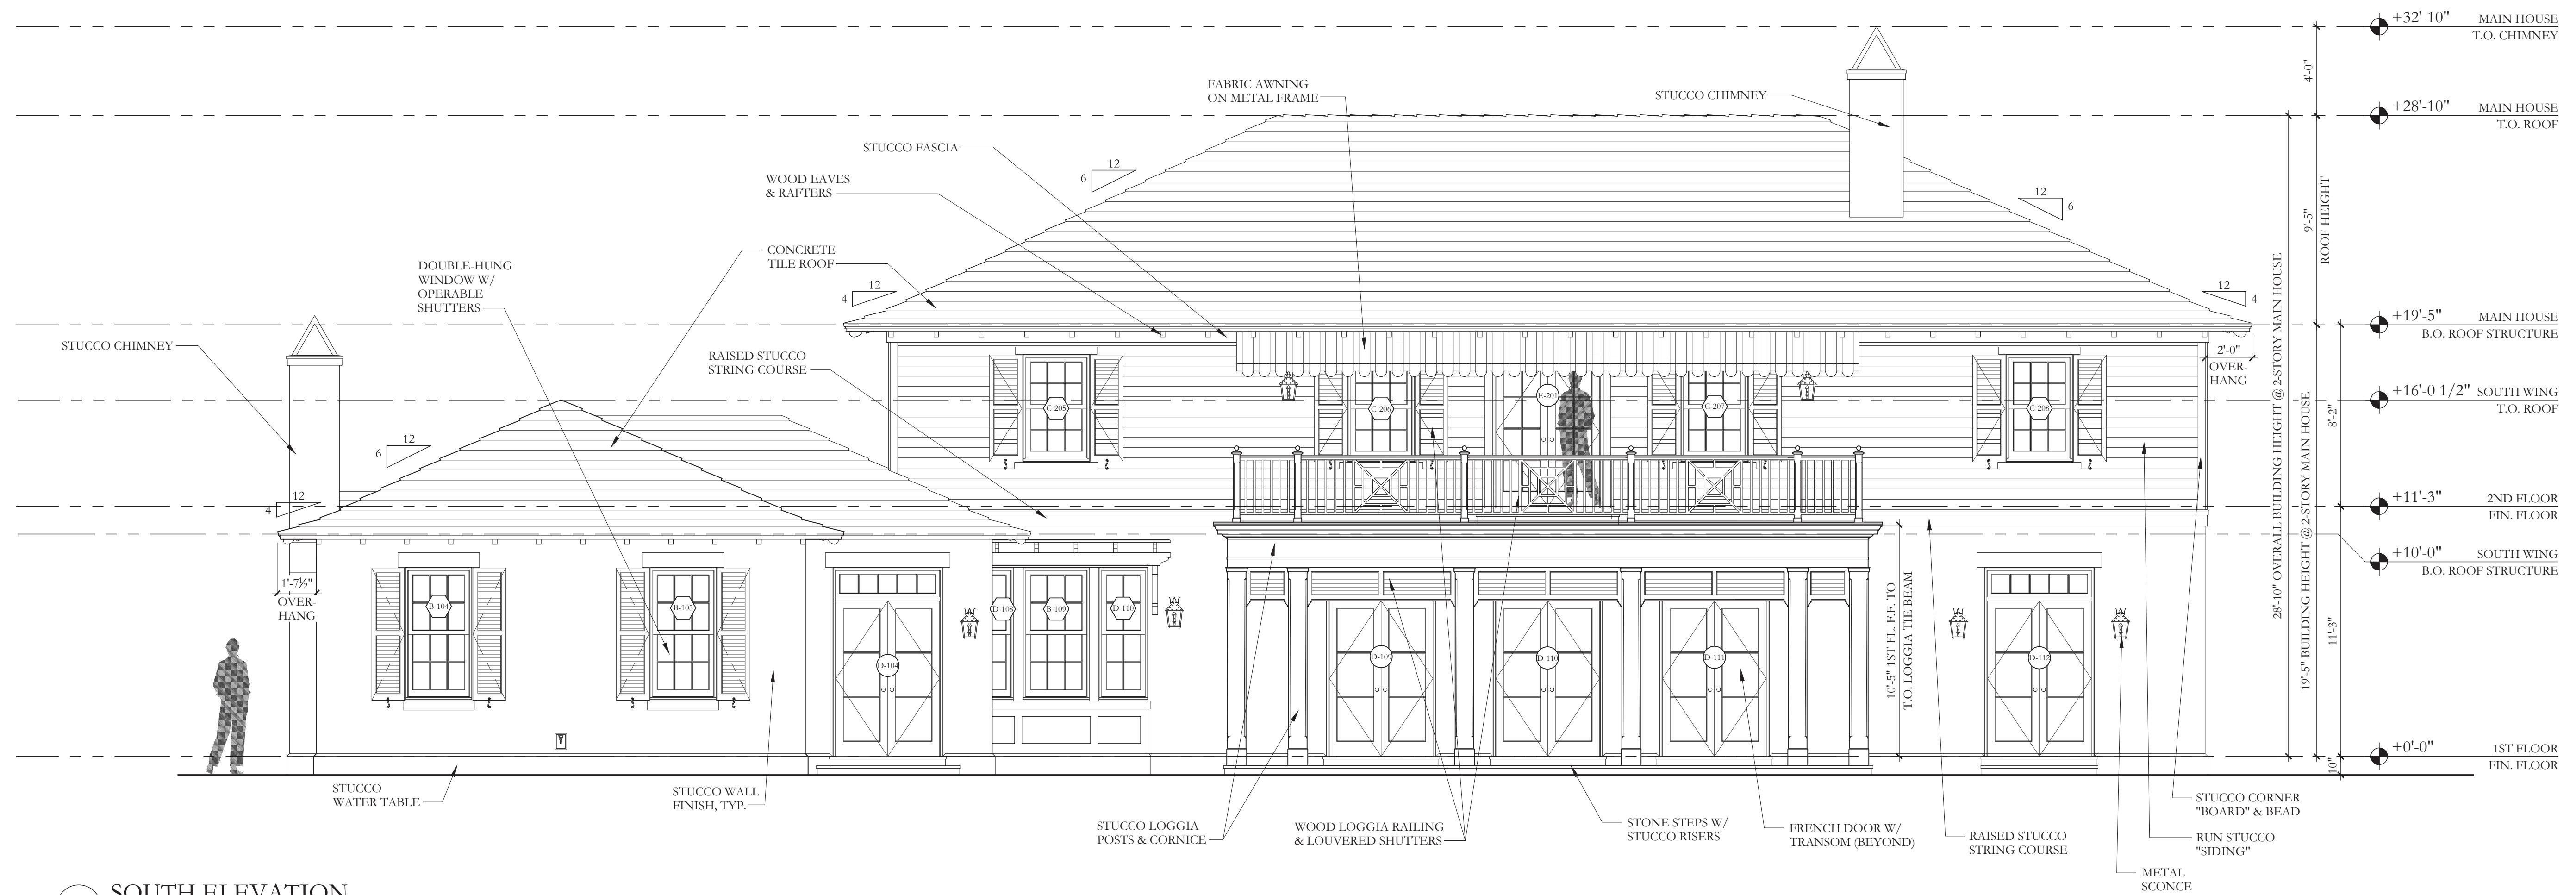 +32'-10" MAIN HOUSE
T.O. CHIMNEY
4'-0"
FABRIC AWNING
ON METAL FRAME
STUCCO CHIMNEY
+28'-10" MAIN HOUSE
T.O. ROOF
STUCCO FASCIA
12
6
WOOD EAVES
& RAFTERS
12
6
9'-5"
ROOF HEIGHT
CONCRETE
TILE ROOF
DOUBLE-HUNG
WINDOW W/
OPERABLE
SHUTTERS
12
4
12
4
+19'-5" MAIN HOUSE
B.O. ROOF STRUCTURE
STUCCO CHIMNEY
RAISED STUCCO
STRING COURSE
2'-0"
OVER-
HANG
C-205
C-206
E-201
C-207
C-208
+16'-0 1/2" SOUTH WING
T.O. ROOF
8'-2"
12
6
12
4
+11'-3" 2ND FLOOR
FIN. FLOOR
28'-10" OVERALL BUILDING HEIGHT @ 2-STORY MAIN HOUSE
19'-5" BUILDING HEIGHT @ 2-STORY MAIN HOUSE
+10'-0" SOUTH WING
B.O. ROOF STRUCTURE
1'-7½"
OVER-
HANG
B-104
B-105
D-108
B-109
D-110
D-104
D-109
D-110
D-111
D-112
10'-5" 1ST FL. F.F. TO
T.O. LOGGIA TIE BEAM
11'-3"
+0'-0" 1ST FLOOR
FIN. FLOOR
10"
STUCCO
WATER TABLE
STUCCO WALL
FINISH, TYP.
STUCCO LOGGIA
POSTS & CORNICE
WOOD LOGGIA RAILING
& LOUVERED SHUTTERS
STONE STEPS W/
STUCCO RISERS
FRENCH DOOR W/
TRANSOM (BEYOND)
RAISED STUCCO
STRING COURSE
STUCCO CORNER
"BOARD" & BEAD
RUN STUCCO
"SIDING"
METAL
SCONCE
SOUTH ELEVATION